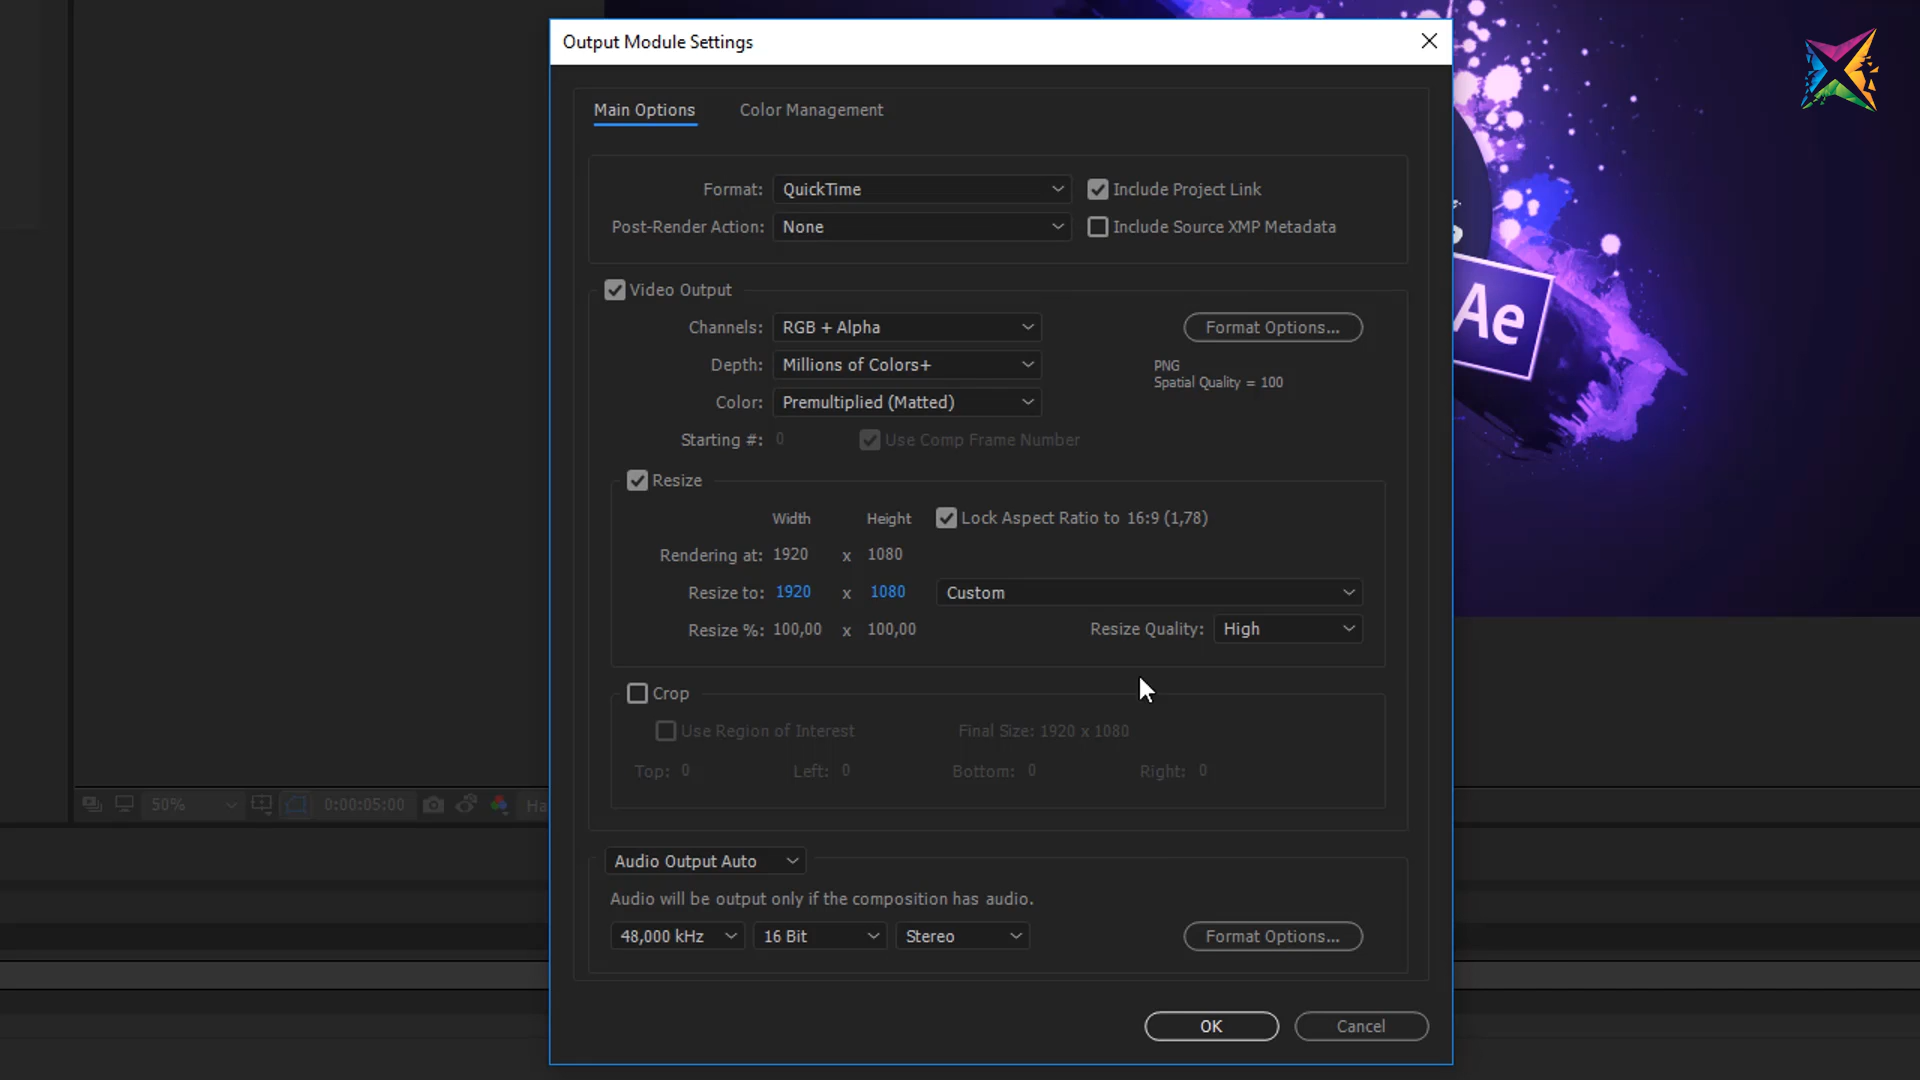 Output Module Settings
Main Options Color Management
Format: QuickTime Include Project Link
Post-Render Action: None Include Source XMP Metadata
Video Output
Channels: RGB + Alpha Format Options...
Depth: Millions of Colors+ PNG
Spatial Quality = 100
Color: Premultiplied (Matted)
Starting #: 0 Use Comp Frame Number
Resize
Width Height Lock Aspect Ratio to 16:9 (1,78)
Rendering at: 1920 x 1080
Resize to: 1920 x 1080 Custom
Resize %: 100,00 x 100,00 Resize Quality: High
Crop
Use Region of Interest Final Size: 1920 x 1080
Top: 0 Left: 0 Bottom: 0 Right: 0
Audio Output Auto
Audio will be output only if the composition has audio.
48,000 kHz 16 Bit Stereo Format Options...
OK Cancel
50% 0:00:05:00 Ha
Ae